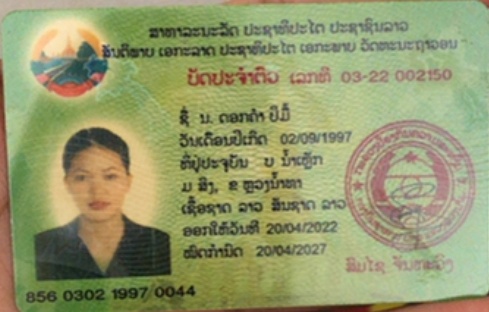 ສາທາລະນະລັດ ປະຊາທິປະໄຕ ປະຊາຊົນລາວ
ສັນຕິພາບ ເອກະລາດ ປະຊາທິປະໄຕ ເອກະພາບ ວັດທະນະຖາວອນ
ບັດປະຈຳຕົວ ເລກທີ 03-22 002150
ຊື່ ນ. ດອກຄຳ ປີມີ້
ວັນເດືອນປີເກີດ 02/09/1997
ທີ່ຢູ່ປະຈຸບັນ ບ ນ້ຳເຫຼັກ
ມ ສິງ, ຂ ຫຼວງນ້ຳທາ
ເຊື້ອຊາດ ລາວ ສັນຊາດ ລາວ
ອອກໃຫ້ວັນທີ 20/04/2022
ໝົດກຳນົດ 20/04/2027
856 0302 1997 0044